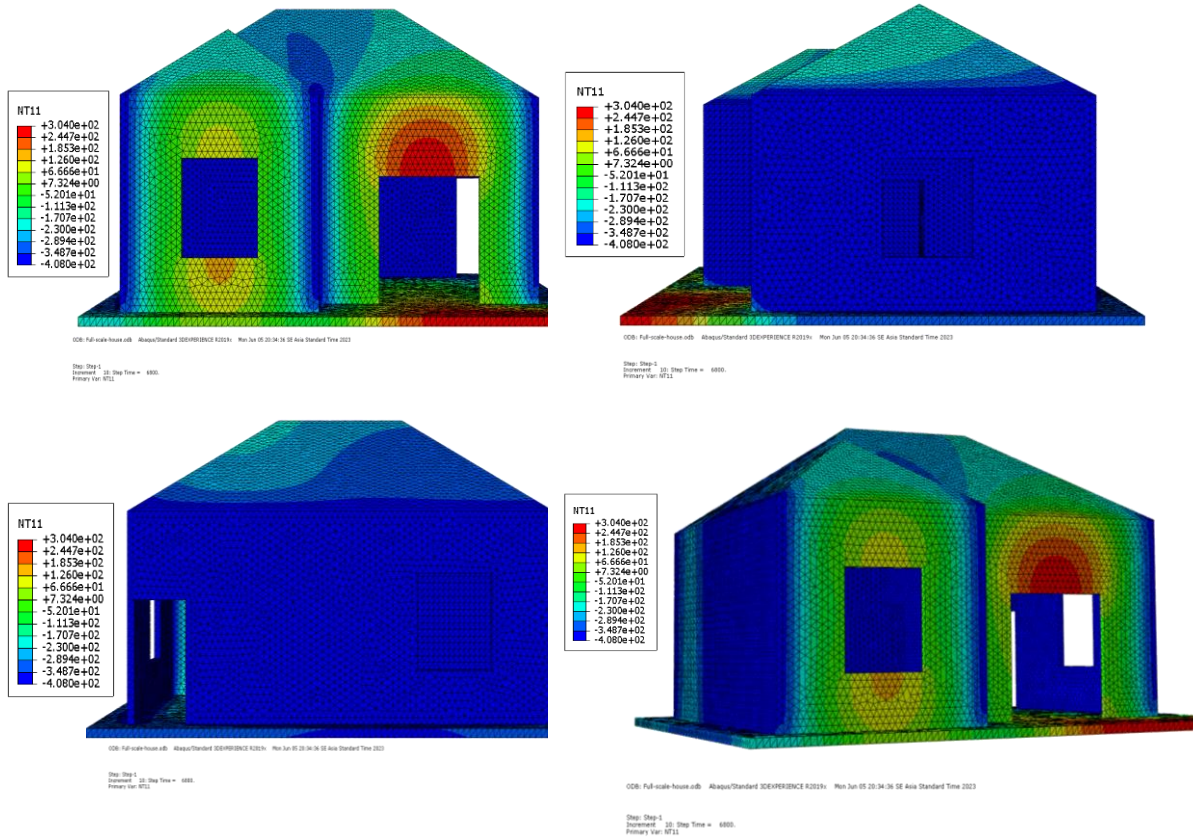 NT11
+3.040e+02
+2.447e+02
+1.853e+02
+1.260e+02
+6.666e+01
+7.324e+00
-5.201e+01
-1.113e+02
-1.707e+02
-2.300e+02
-2.894e+02
-3.487e+02
-4.080e+02
ODB: Full-scale-house.odb Abaqus/Standard 3DEXPERIENCE R2019x Mon Jun 05 20:34:36 SE Asia Standard Time 2023
Step: Step-1
Increment 10: Step Time = 6800.
Primary Var: NT11
NT11
+3.040e+02
+2.447e+02
+1.853e+02
+1.260e+02
+6.666e+01
+7.324e+00
-5.201e+01
-1.113e+02
-1.707e+02
-2.300e+02
-2.894e+02
-3.487e+02
-4.080e+02
ODB: Full-scale-house.odb Abaqus/Standard 3DEXPERIENCE R2019x Mon Jun 05 20:34:36 SE Asia Standard Time 2023
Step: Step-1
Increment 10: Step Time = 6800.
Primary Var: NT11
NT11
+3.040e+02
+2.447e+02
+1.853e+02
+1.260e+02
+6.666e+01
+7.324e+00
-5.201e+01
-1.113e+02
-1.707e+02
-2.300e+02
-2.894e+02
-3.487e+02
-4.080e+02
ODB: Full-scale-house.odb Abaqus/Standard 3DEXPERIENCE R2019x Mon Jun 05 20:34:36 SE Asia Standard Time 2023
Step: Step-1
Increment 10: Step Time = 6800.
Primary Var: NT11
NT11
+3.040e+02
+2.447e+02
+1.853e+02
+1.260e+02
+6.666e+01
+7.324e+00
-5.201e+01
-1.113e+02
-1.707e+02
-2.300e+02
-2.894e+02
-3.487e+02
-4.080e+02
ODB: Full-scale-house.odb Abaqus/Standard 3DEXPERIENCE R2019x Mon Jun 05 20:34:36 SE Asia Standard Time 2023
Step: Step-1
Increment 10: Step Time = 6800.
Primary Var: NT11